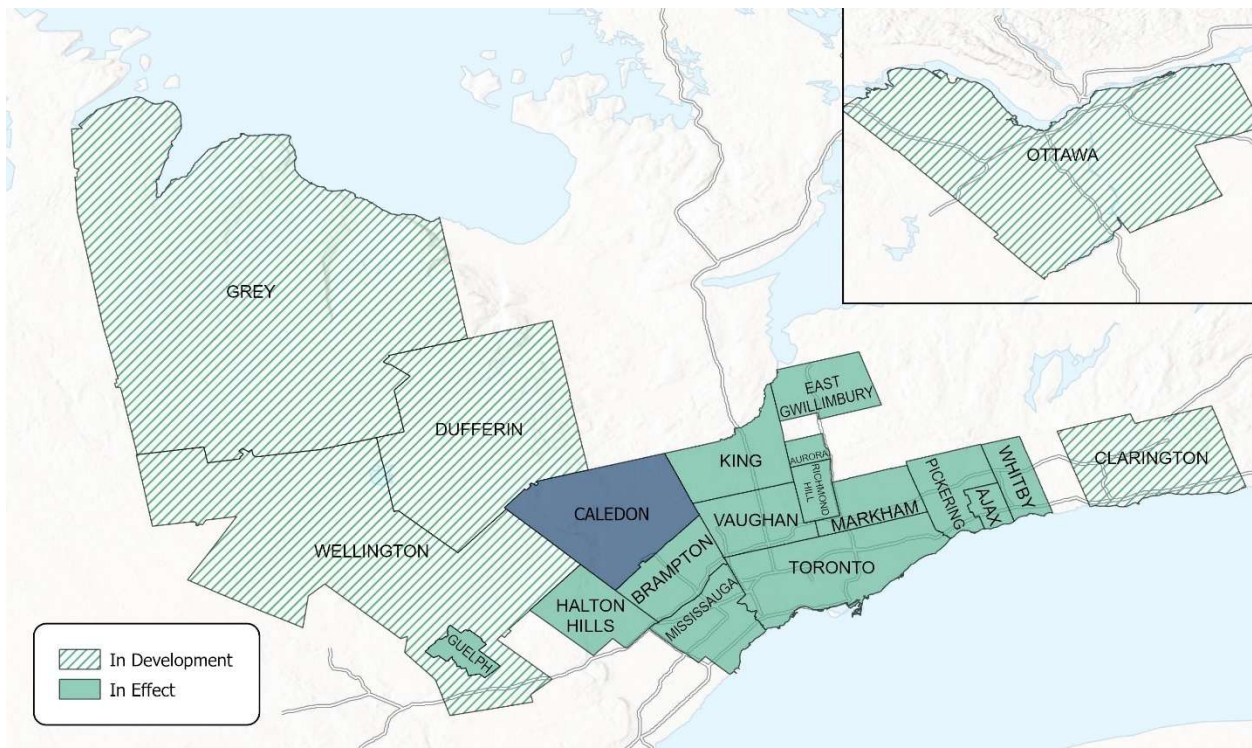 OTTAWA
GREY
EAST
GWILLIMBURY
DUFFERIN
KING
AURORA
RICHMOND
HILL
PICKERING
AJAX
WHITBY
CLARINGTON
CALEDON
VAUGHAN
MARKHAM
WELLINGTON
BRAMPTON
TORONTO
HALTON
HILLS
MISSISSAUGA
GUELPH
In Development
In Effect